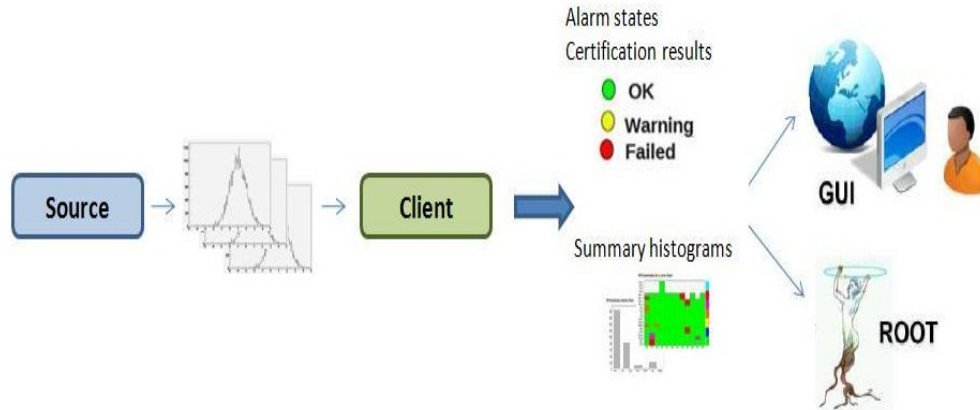 Alarm states
Certification results
OK
Warning
Failed
Source
Client
GUI
Summary histograms
ROOT